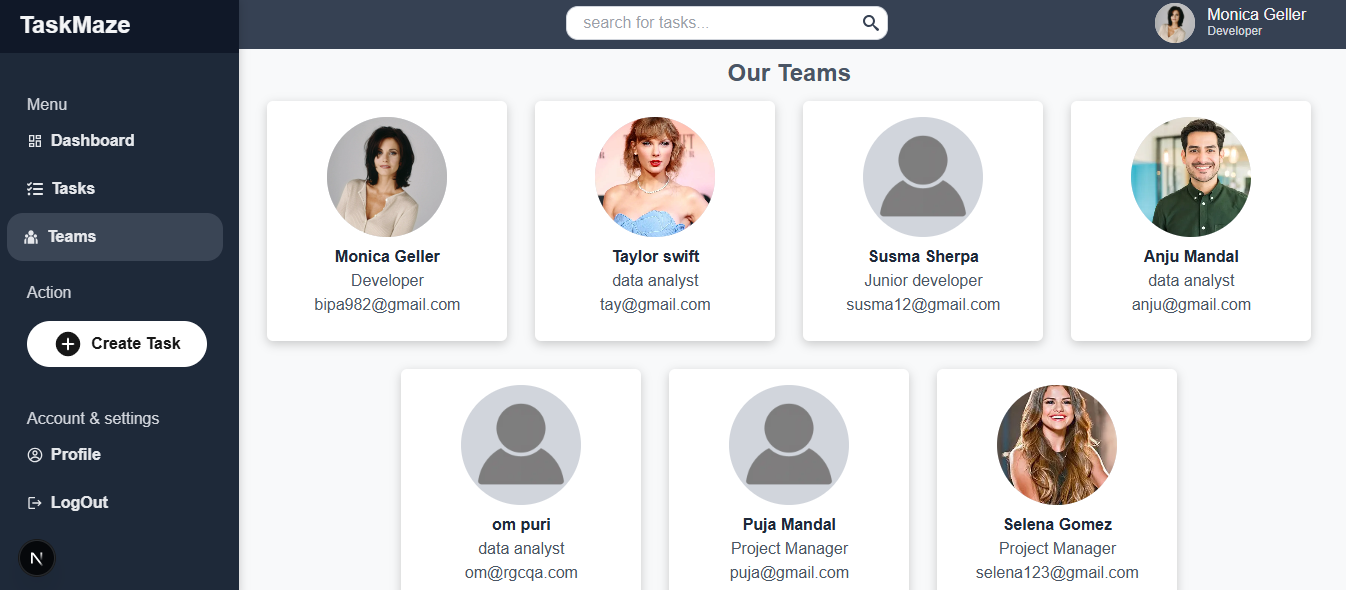 TaskMaze
search for tasks...
Monica Geller
Developer
Menu
Dashboard
Tasks
Teams
Action
Create Task
Account & settings
Profile
LogOut
N
Our Teams
Monica Geller
Developer
bipa982@gmail.com
Taylor swift
data analyst
tay@gmail.com
Susma Sherpa
Junior developer
susma12@gmail.com
Anju Mandal
data analyst
anju@gmail.com
om puri
data analyst
om@rgcqa.com
Puja Mandal
Project Manager
puja@gmail.com
Selena Gomez
Project Manager
selena123@gmail.com